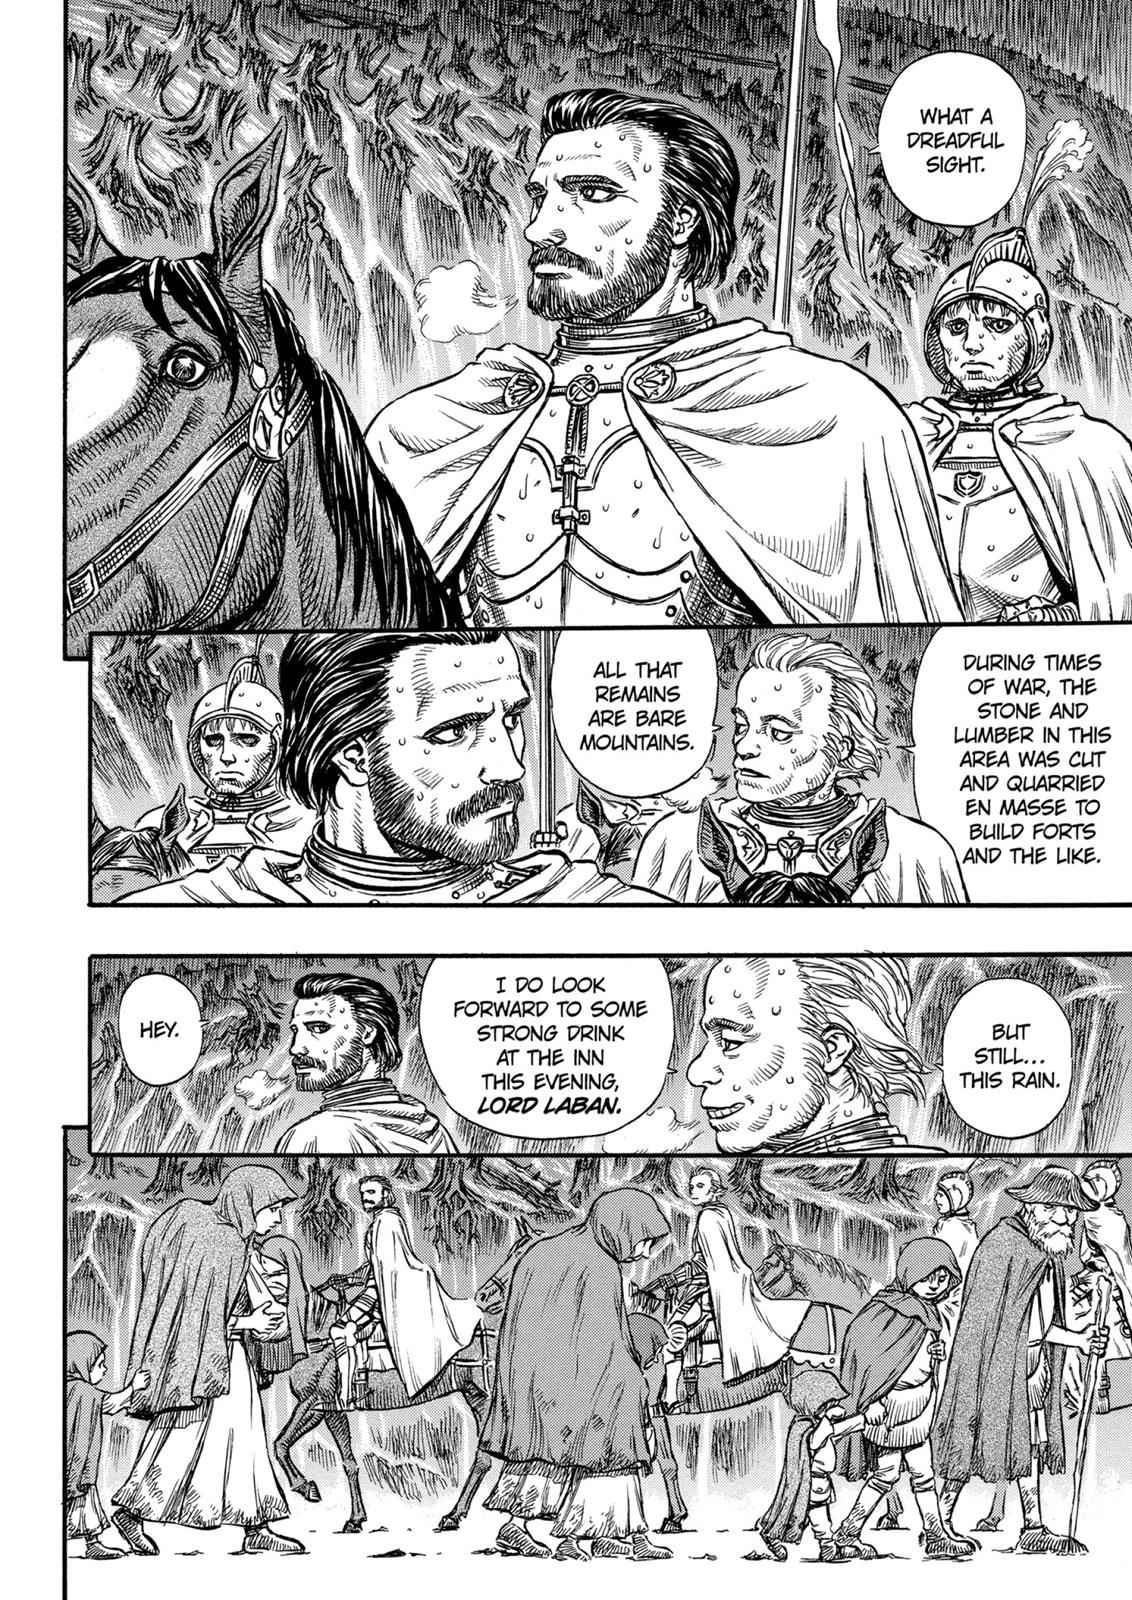 WHAT A
DREADFUL
SIGHT.
DURING TIMES
OF WAR, THE
STONE AND
LUMBER IN THIS
AREA WAS CUT
AND QUARRIED
EN MASSE TO
BUILD FORTS
AND THE LIKE.
ALL THAT
REMAINS
ARE BARE
MOUNTAINS.
BUT
STILL...
THIS RAIN.
I DO LOOK
FORWARD TO SOME
STRONG DRINK
AT THE INN
THIS EVENING,
LORD LABAN.
HEY.